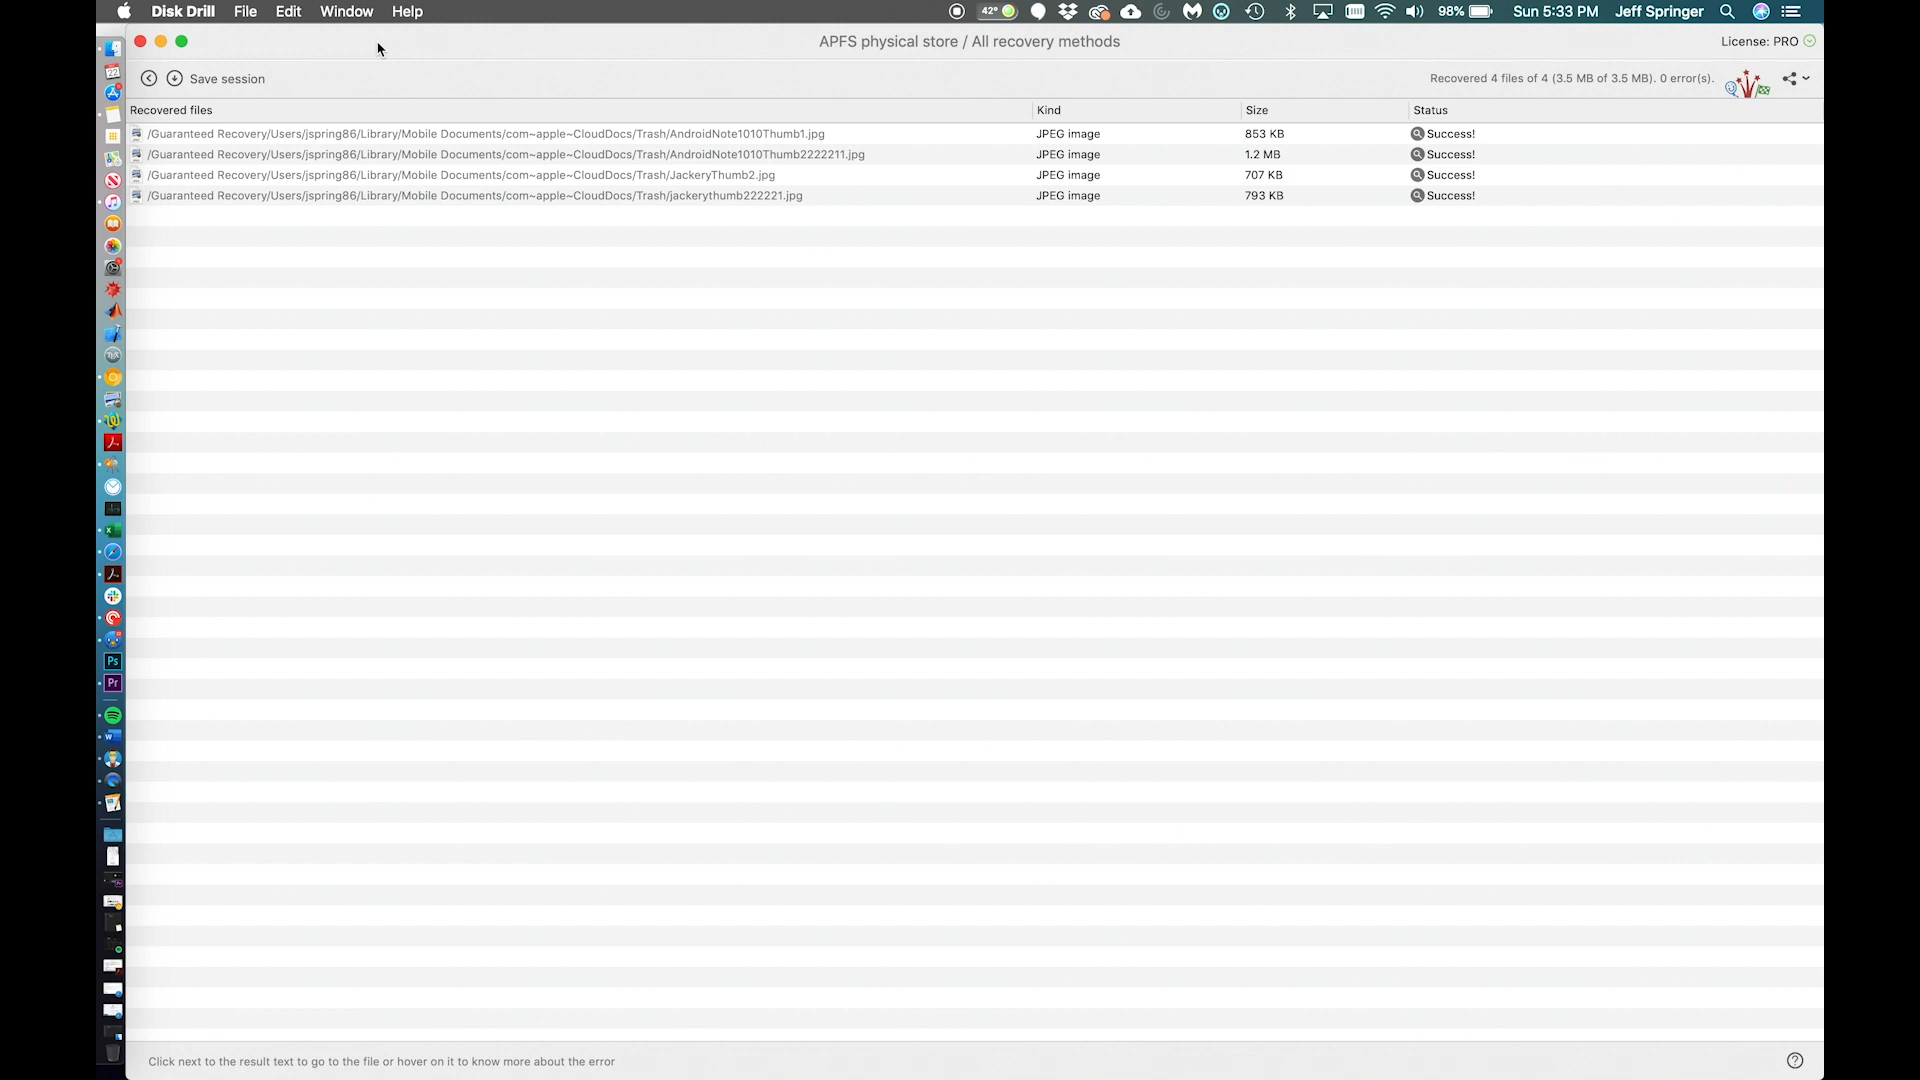 Disk Drill File Edit Window Help 42° 98% Sun 5:33 PM Jeff Springer
APFS physical store / All recovery methods License: PRO
Save session Recovered 4 files of 4 (3.5 MB of 3.5 MB). 0 error(s).
Recovered files Kind Size Status
/Guaranteed Recovery/Users/jspring86/Library/Mobile Documents/com~apple~CloudDocs/Trash/AndroidNote1010Thumb1.jpg JPEG image 853 KB Success!
/Guaranteed Recovery/Users/jspring86/Library/Mobile Documents/com~apple~CloudDocs/Trash/AndroidNote1010Thumb2222211.jpg JPEG image 1.2 MB Success!
/Guaranteed Recovery/Users/jspring86/Library/Mobile Documents/com~apple~CloudDocs/Trash/JackeryThumb2.jpg JPEG image 707 KB Success!
/Guaranteed Recovery/Users/jspring86/Library/Mobile Documents/com~apple~CloudDocs/Trash/jackerythumb222221.jpg JPEG image 793 KB Success!
22
TEX
Ps
Pr
Click next to the result text to go to the file or hover on it to know more about the error